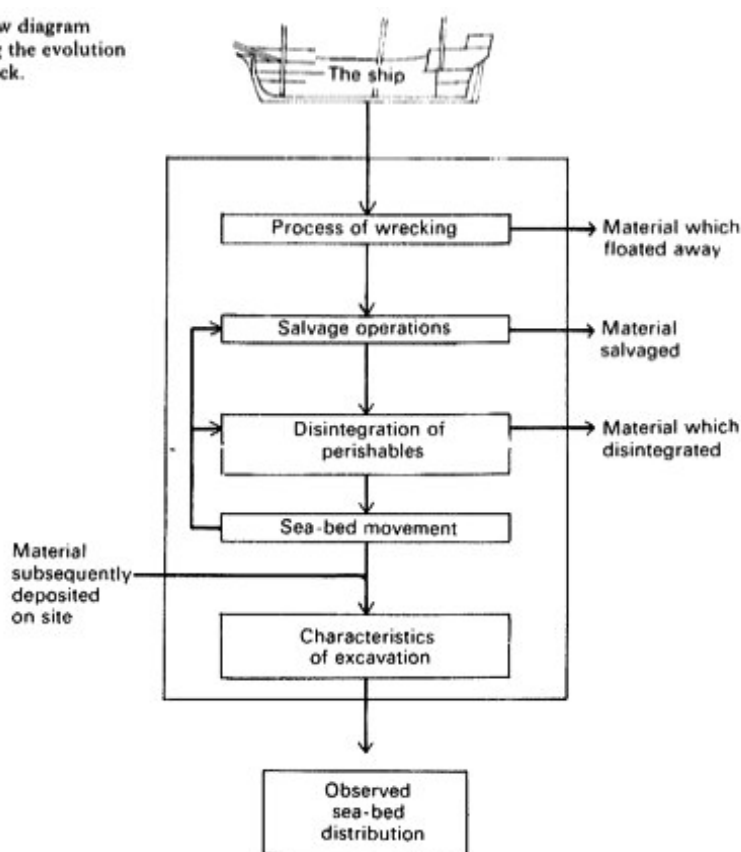 diagram
the evolution
The ship
Process of wrecking
Material which
floated away
Salvage operations
Material
salvaged
Disintegration of
perishables
Material which
disintegrated
Sea-bed movement
Material
subsequently
deposited
on site
Characteristics
of excavation
Observed
sea-bed
distribution